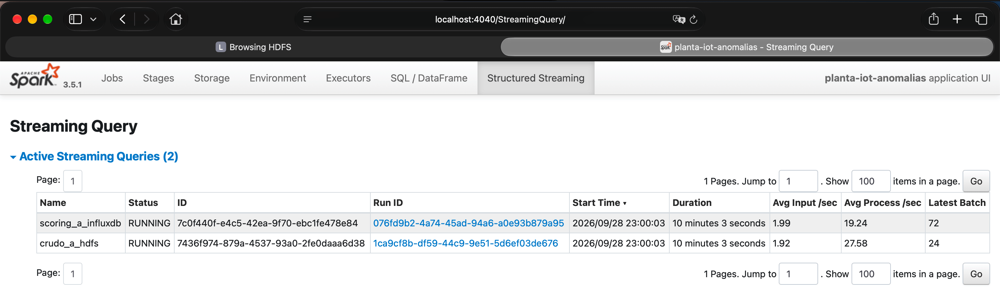 localhost:4040/StreamingQuery/
L Browsing HDFS
Spark planta-iot-anomalias - Streaming Query
APACHE Spark 3.5.1 Jobs Stages Storage Environment Executors SQL / DataFrame Structured Streaming planta-iot-anomalias application UI
Streaming Query
Active Streaming Queries (2)
Page: 1 1 Pages. Jump to 1 . Show 100 items in a page. Go
Name Status ID Run ID Start Time ▾ Duration Avg Input /sec Avg Process /sec Latest Batch
scoring_a_influxdb RUNNING 7c0f440f-e4c5-42ea-9f70-ebc1fe478e84 076fd9b2-4a74-45ad-94a6-a0e93b879a95 2026/09/28 23:00:03 10 minutes 3 seconds 1.99 19.24 72
crudo_a_hdfs RUNNING 7436f974-879a-4537-93a0-2fe0daaa6d38 1ca9cf8b-df59-44c9-9e51-5d6ef03de676 2026/09/28 23:00:03 10 minutes 3 seconds 1.92 27.58 24
Page: 1 1 Pages. Jump to 1 . Show 100 items in a page. Go